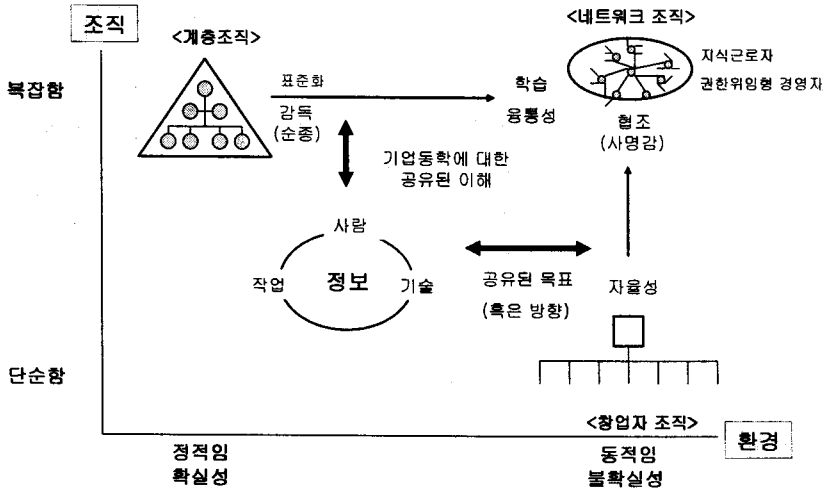 조직
<계층조직>
<네트워크 조직>
복잡함
표준화
감독
(순종)
학습
융통성
지식근로자
권한위임형 경영자
협조
(사명감)
기업동학에 대한
공유된 이해
사람
작업
정보
기술
공유된 목표
(혹은 방향)
자율성
단순함
<창업자 조직>
환경
정적임
확실성
동적임
불확실성